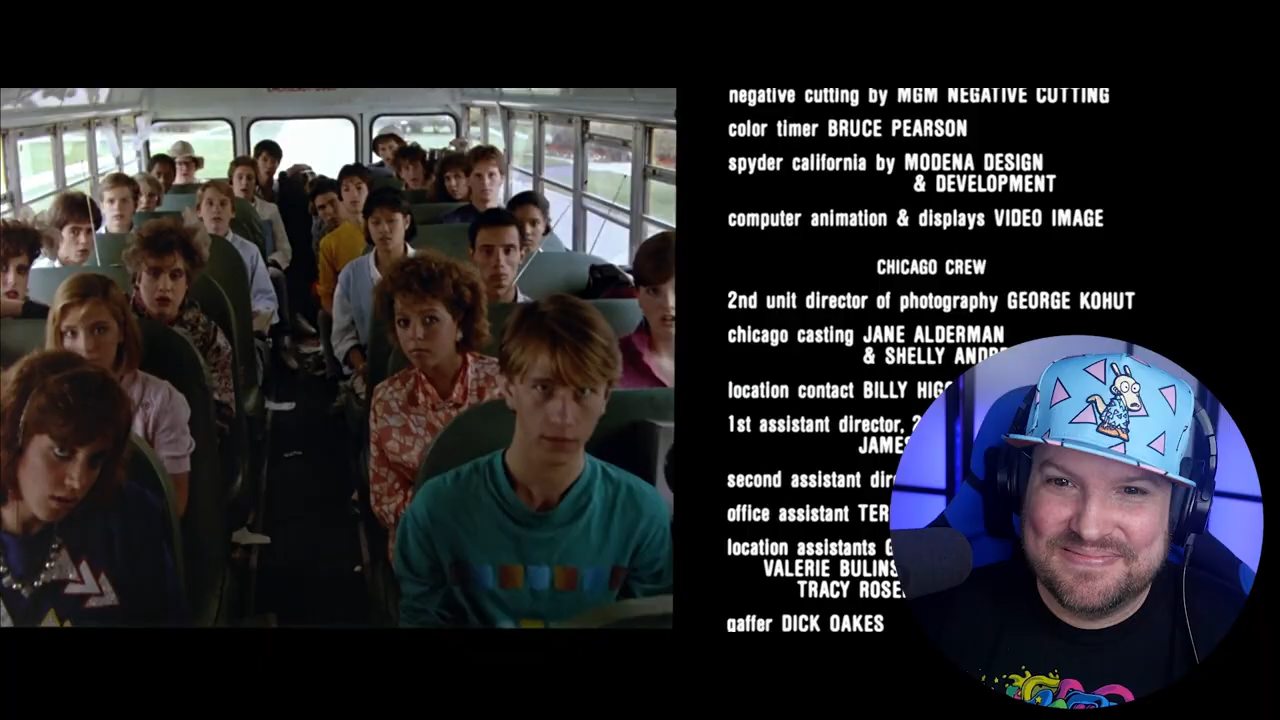 negative cutting by MGM NEGATIVE CUTTING
color timer BRUCE PEARSON
spyder california by MODENA DESIGN
& DEVELOPMENT
computer animation & displays VIDEO IMAGE
CHICAGO CREW
2nd unit director of photography GEORGE KOHUT
chicago casting JANE ALDERMAN
& SHELLY
location contact BILLY
1st assistant director,
JAMES
second assistant
office assistant
location assistants
VALERIE
TRACY
gaffer DICK OAKES